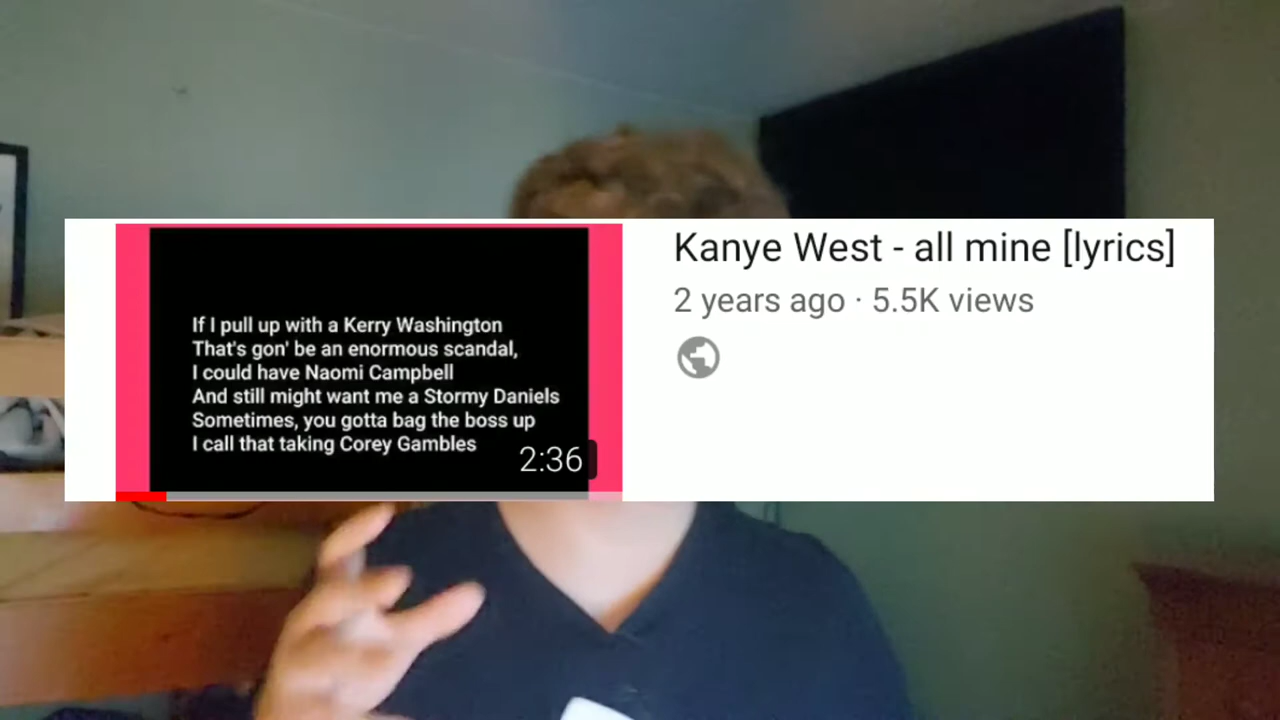 If I pull up with a Kerry Washington
That's gon' be an enormous scandal,
I could have Naomi Campbell
And still might want me a Stormy Daniels
Sometimes, you gotta bag the boss up
I call that taking Corey Gambles
2:36
Kanye West - all mine [lyrics]
2 years ago · 5.5K views